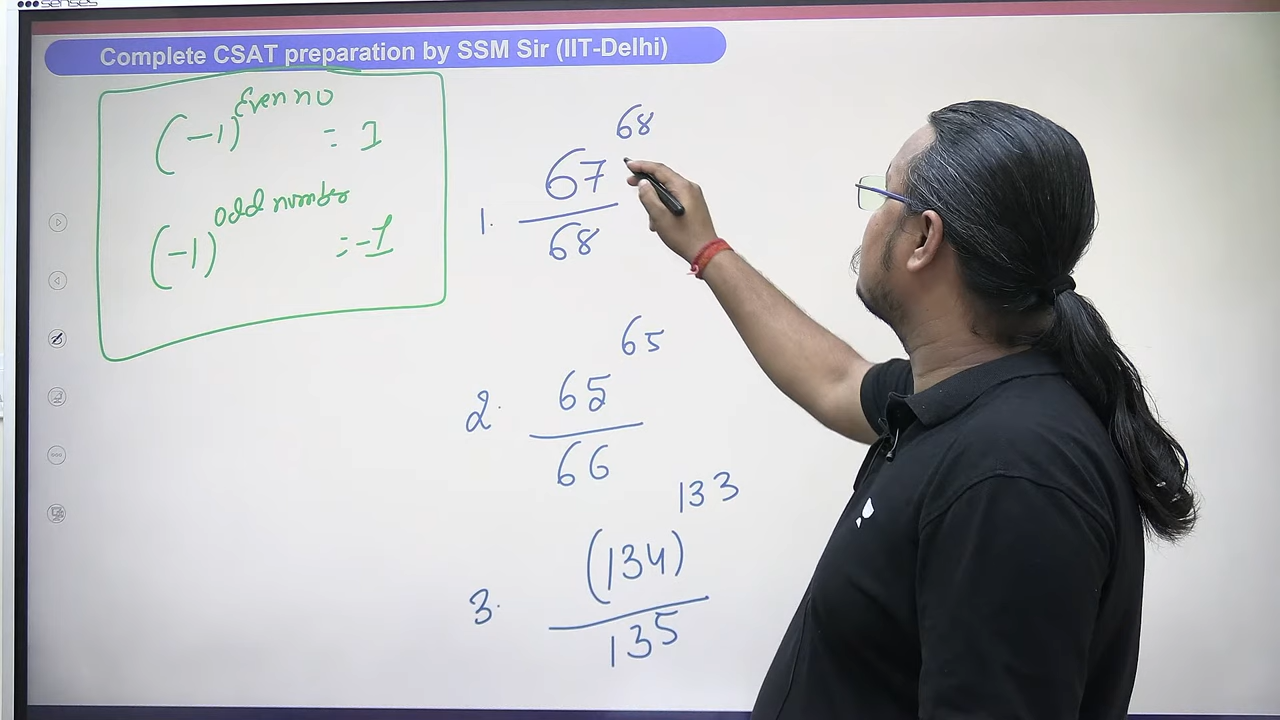 senses
Complete CSAT preparation by SSM Sir (IIT-Delhi)
(-1)^Even no = 1
(-1)^odd number = -1
1. 67^68
68
2. 65^65
66
3. (134)^133
135